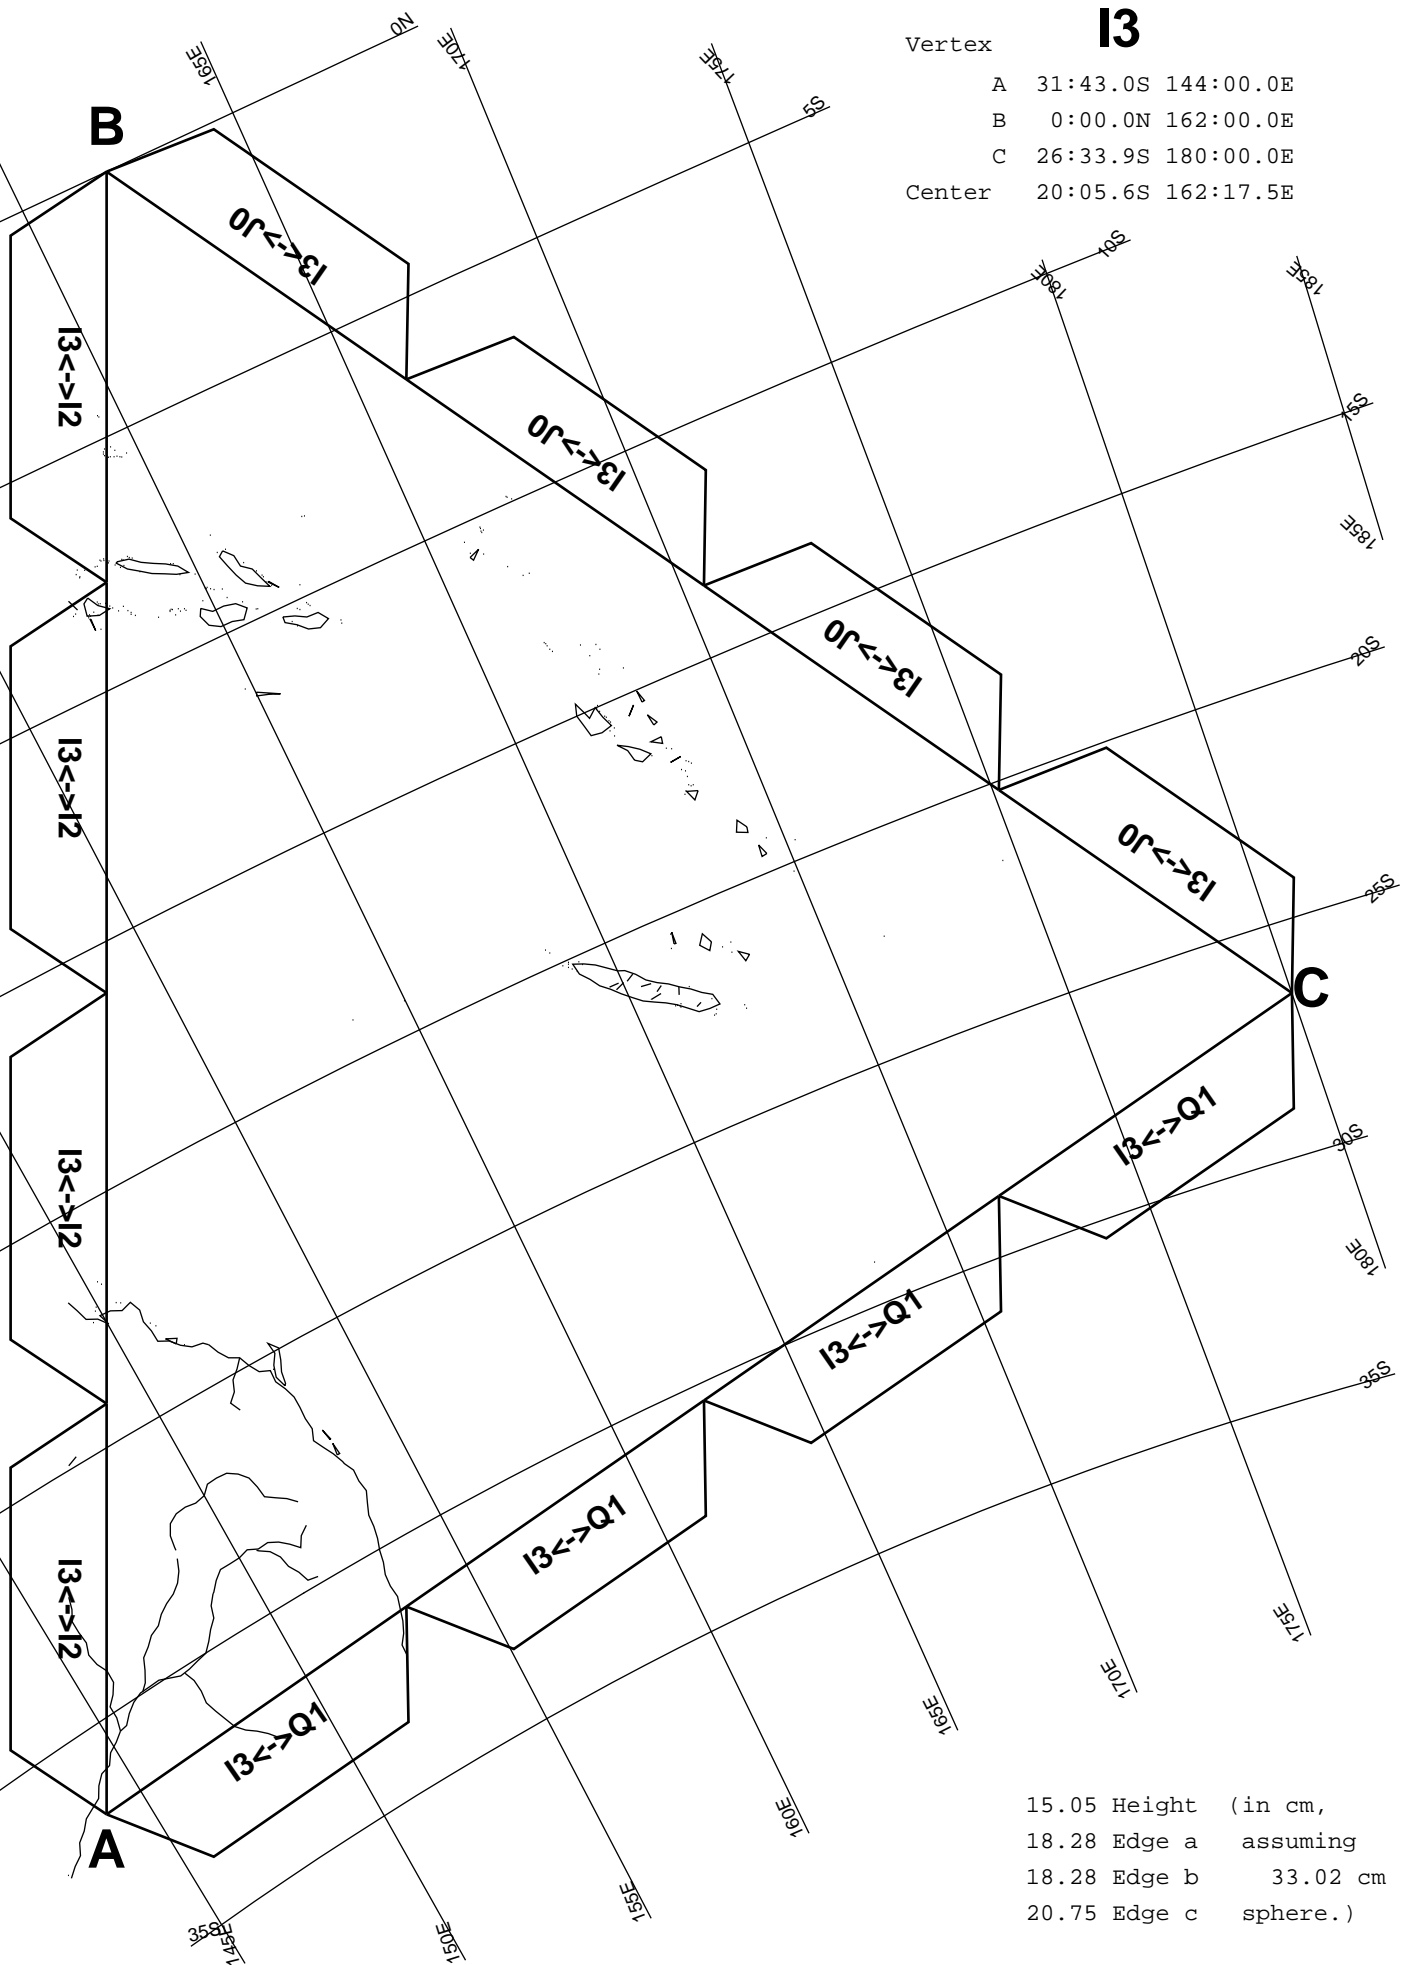 I3
Vertex
A 31:43.0S 144:00.0E
B 0:00.0N 162:00.0E
C 26:33.9S 180:00.0E
Center 20:05.6S 162:17.5E
0N
165E
170E
175E
5S
B
I3<->J0
10S
180E
185E
I3<->I2
15S
I3<->J0
185E
I3<->J0
20S
I3<->I2
I3<->J0
25S
C
I3<->Q1
30S
I3<->I2
180E
I3<->Q1
35S
I3<->Q1
I3<->I2
175E
170E
165E
I3<->Q1
160E
A
155E
150E
35S
145E
15.05 Height (in cm,
18.28 Edge a assuming
18.28 Edge b 33.02 cm
20.75 Edge c sphere.)